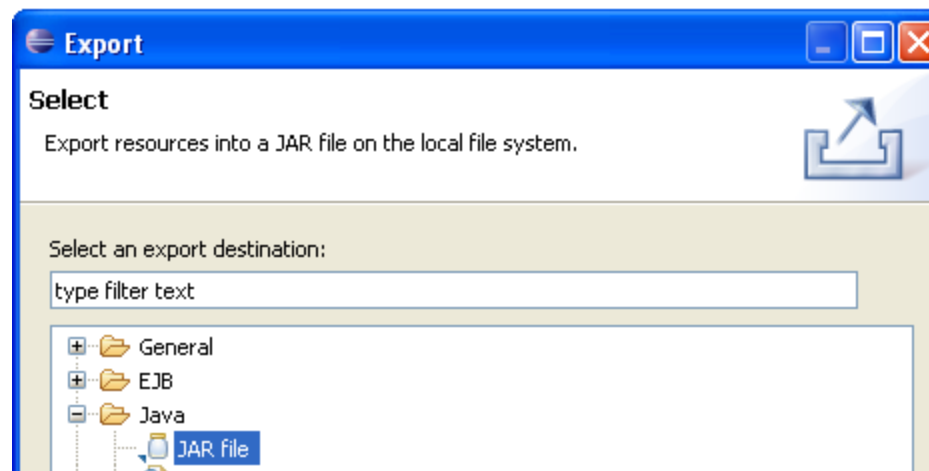 Export
Select
Export resources into a JAR file on the local file system.
Select an export destination:
type filter text
General
EJB
Java
JAR file